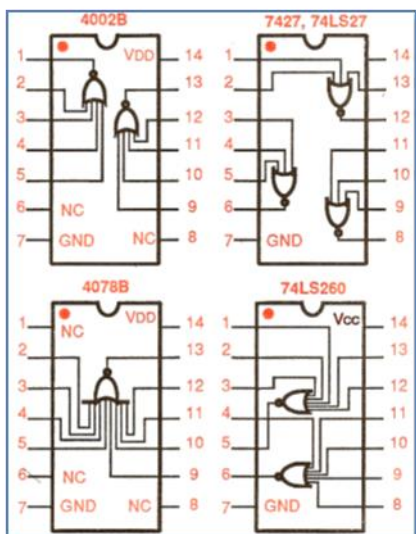 4002B
1 VDD 14
2 13
3 12
4 11
5 10
6 NC 9
7 GND NC 8
7427, 74LS27
1 14
2 13
3 12
4 11
5 10
6 9
7 GND 8
4078B
1 NC VDD 14
2 13
3 12
4 11
5 10
6 NC 9
7 GND NC 8
74LS260
1 Vcc 14
2 13
3 12
4 11
5 10
6 9
7 GND 8